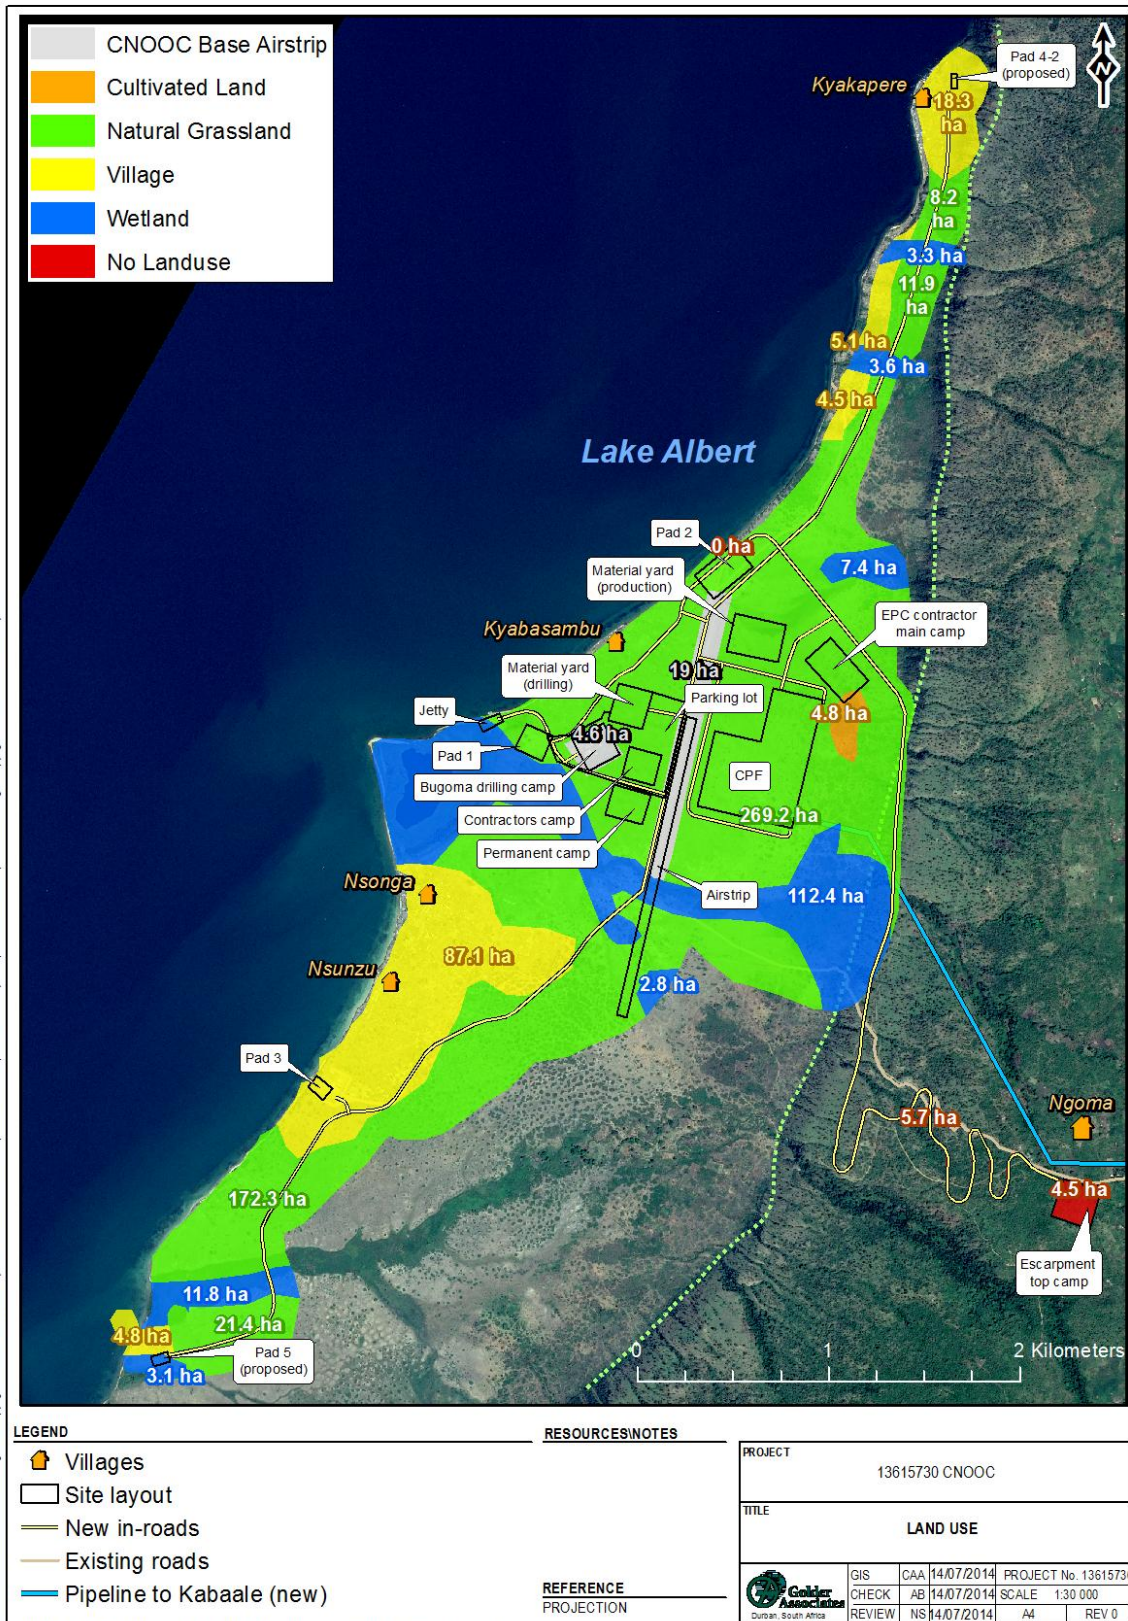 CNOOC Base Airstrip
Cultivated Land
Natural Grassland
Village
Wetland
No Landuse
Pad 4-2
(proposed)
N
Kyakapere
18.3
ha
8.2
ha
3.3 ha
11.9
ha
5.1 ha
3.6 ha
4.5 ha
Lake Albert
Pad 2
0 ha
Material yard
(production)
7.4 ha
EPC contractor
main camp
Kyabasambu
Material yard
(drilling)
19 ha
Parking lot
Jetty
4.8 ha
4.6 ha
Pad 1
Bugoma drilling camp
CPF
Contractors camp
269.2 ha
Permanent camp
Nsonga
Airstrip
112.4 ha
87.1 ha
Nsunzu
2.8 ha
Pad 3
5.7 ha
Ngoma
172.3 ha
4.5 ha
Escarpment
top camp
11.8 ha
21.4 ha
4.8 ha
Pad 5
(proposed)
3.1 ha
0 1 2 Kilometers
LEGEND
Villages
Site layout
New in-roads
Existing roads
Pipeline to Kabaale (new)
RESOURCES\NOTES
REFERENCE
PROJECTION
PROJECT
13615730 CNOOC
TITLE
LAND USE
Golder
Associates
Durban, South Africa
GIS CAA 14/07/2014 PROJECT No. 1361573
CHECK AB 14/07/2014 SCALE 1:30 000
REVIEW NS 14/07/2014 A4 REV 0